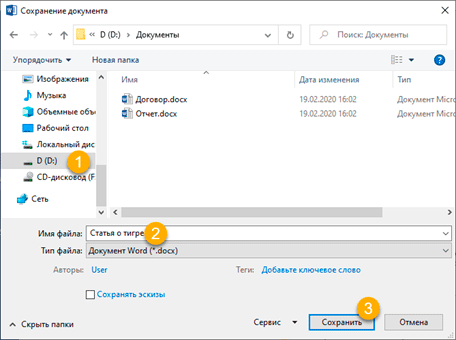 Сохранение документа
« D (D:) › Документы
Поиск: Документы
Упорядочить
Новая папка
Имя
Дата изменения
Тип
Изображения
Музыка
Объемные объе
Рабочий стол
Локальный дис
D (D:)
1
CD-дисковод (F
Сеть
Договор.docx
19.02.2020 16:02
Документ Micro
Отчет.docx
19.02.2020 16:02
Документ Micro
Имя файла:
Статья о тигре
2
Тип файла:
Документ Word (*.docx)
Авторы:
User
Теги:
Добавьте ключевое слово
Сохранять эскизы
3
Скрыть папки
Сервис
Сохранить
Отмена